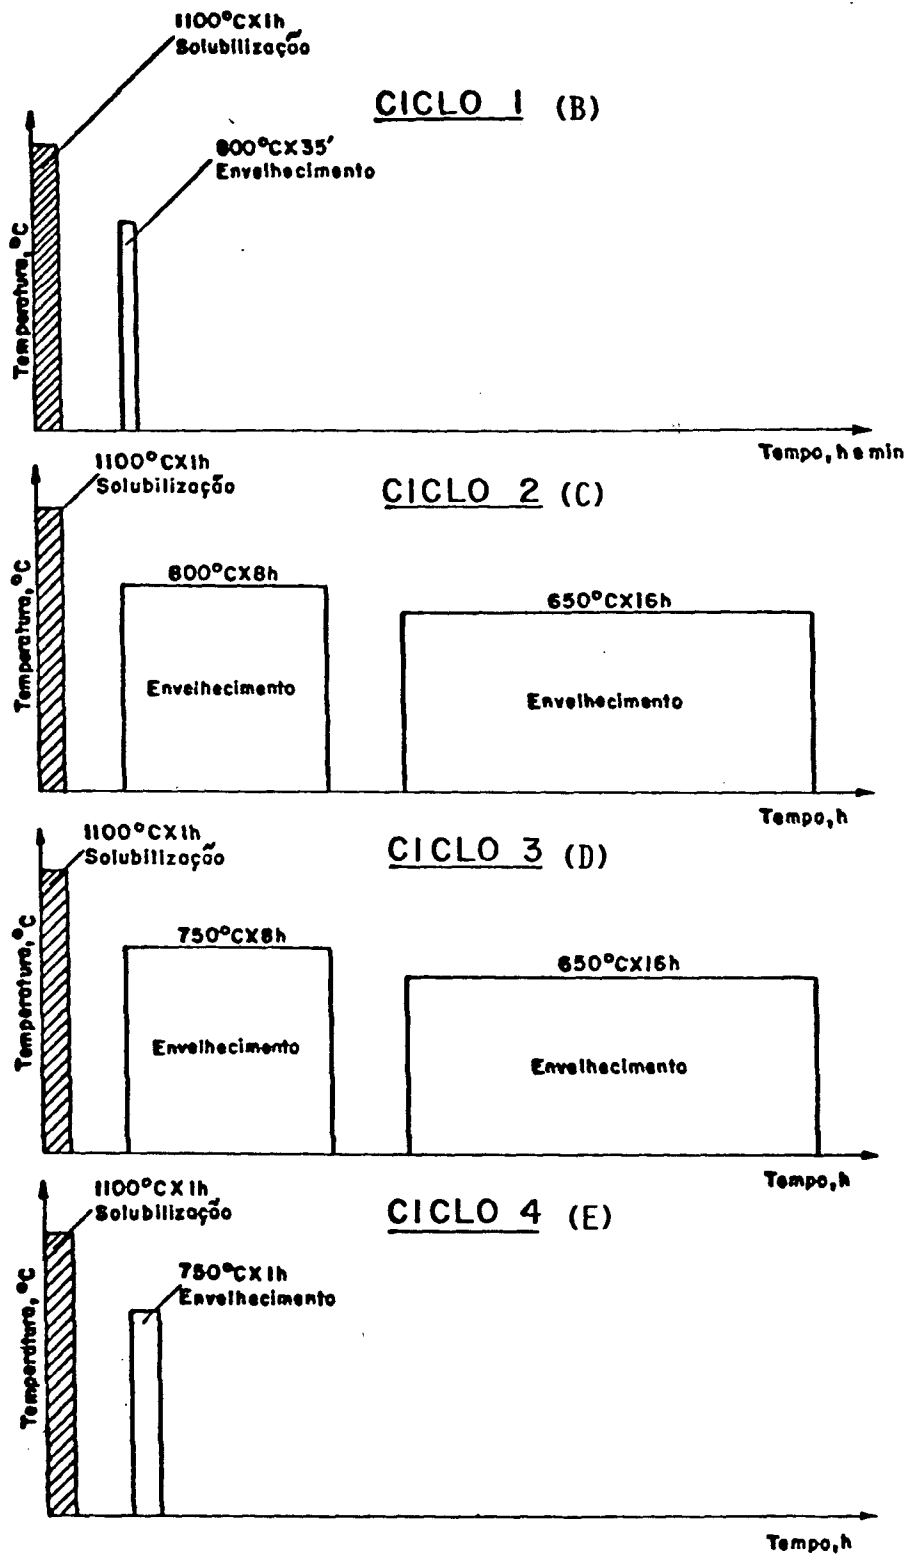 1100°CX1h
Solubilização
CICLO 1 (B)
800°CX35'
Envelhecimento
Temperatura, °C
Tempo, h e min
1100°CX1h
Solubilização
CICLO 2 (C)
800°CX8h
650°CX16h
Envelhecimento
Envelhecimento
Temperatura, °C
Tempo, h
1100°CX1h
Solubilização
CICLO 3 (D)
750°CX8h
650°CX16h
Envelhecimento
Envelhecimento
Temperatura, °C
Tempo, h
1100°CX1h
Solubilização
CICLO 4 (E)
750°CX1h
Envelhecimento
Temperatura, °C
Tempo, h